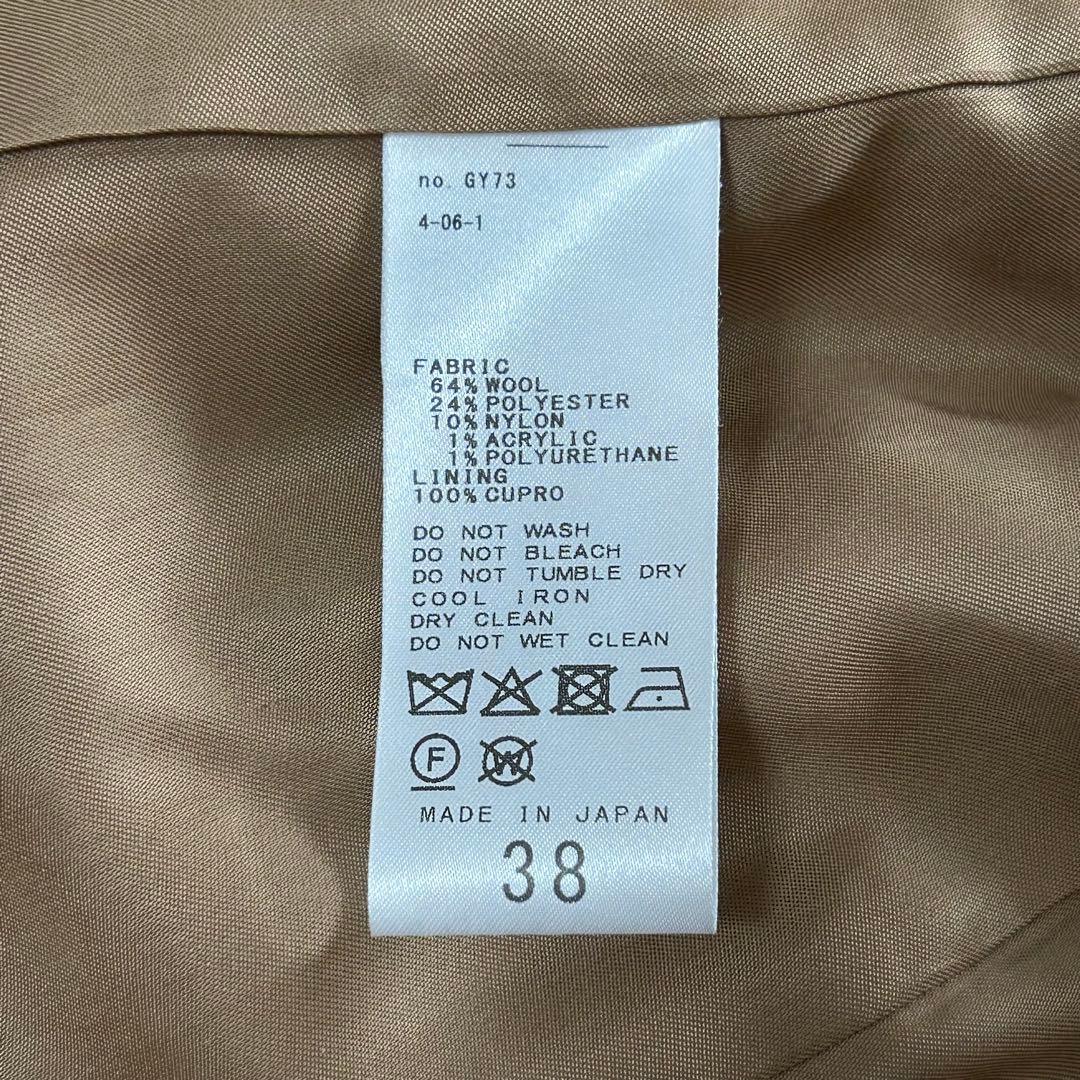 no. GY73
4-06-1
FABRIC
64% WOOL
24% POLYESTER
10% NYLON
1% ACRYLIC
1% POLYURETHANE
LINING
100% CUPRO
DO NOT WASH
DO NOT BLEACH
DO NOT TUMBLE DRY
COOL IRON
DRY CLEAN
DO NOT WET CLEAN
F W
MADE IN JAPAN
38